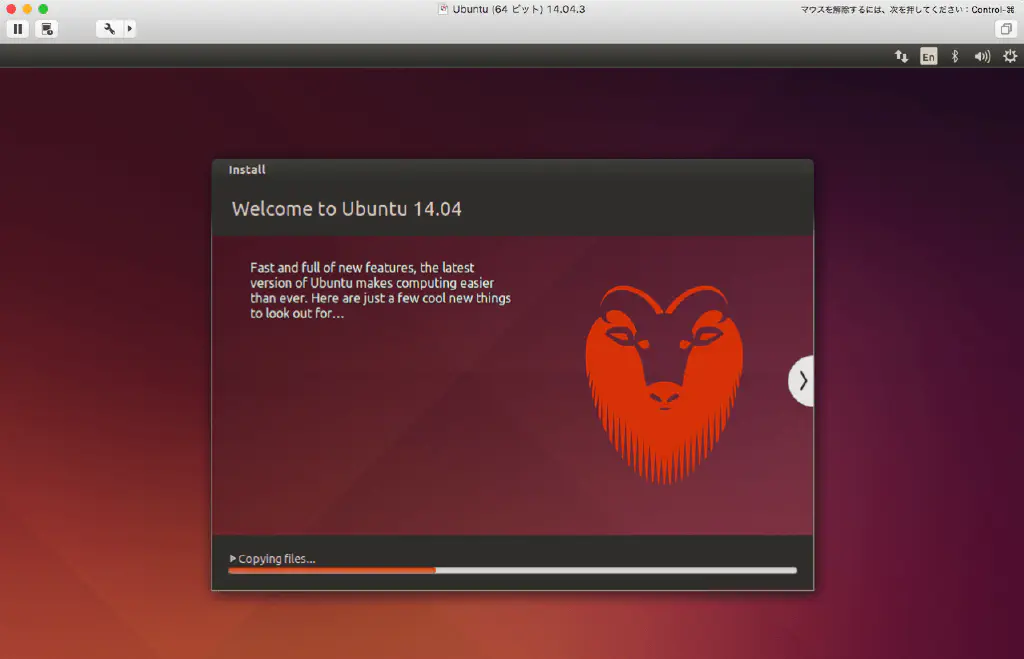 Ubuntu (64 ビット) 14.04.3
マウスを解除するには、次を押してください：Control-⌘
En
Install
Welcome to Ubuntu 14.04
Fast and full of new features, the latest
version of Ubuntu makes computing easier
than ever. Here are just a few cool new things
to look out for...
Copying files...